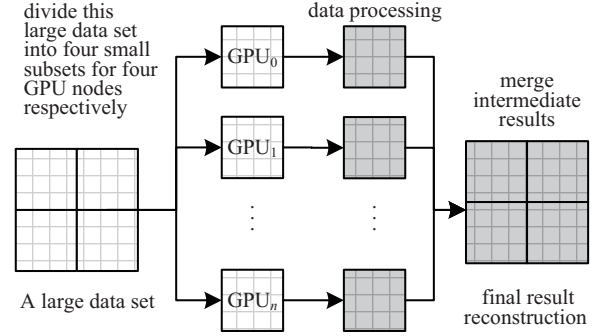 divide this
large data set
into four small
subsets for four
GPU nodes
respectively
data processing
GPU₀
GPU₁
⋮ ⋮
GPUₙ
merge
intermediate
results
A large data set
final result
reconstruction